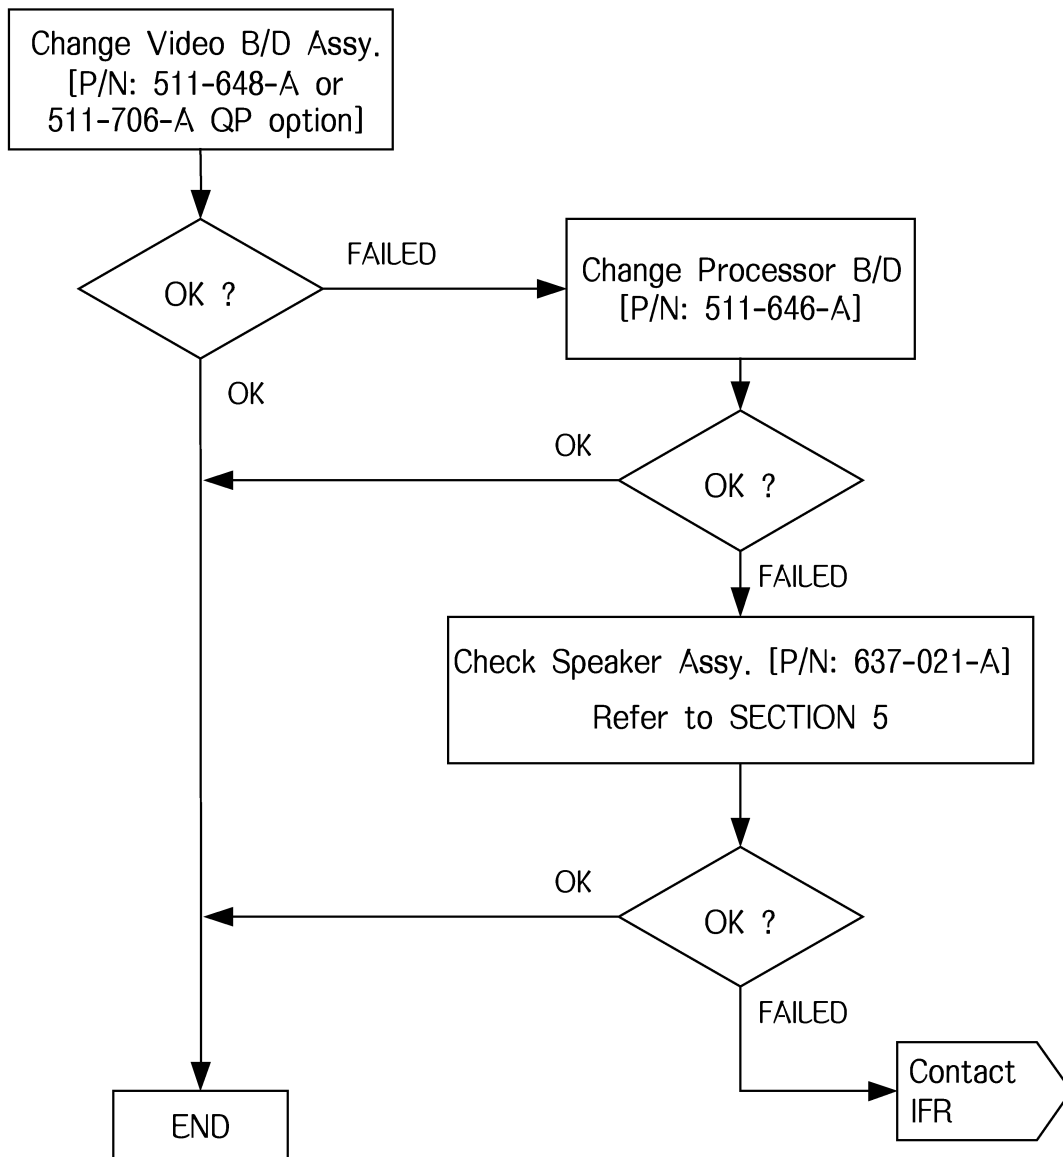 Change Video B/D Assy.
[P/N: 511-648-A or
511-706-A QP option]
OK ?
FAILED
Change Processor B/D
[P/N: 511-646-A]
OK
OK
OK ?
FAILED
Check Speaker Assy. [P/N: 637-021-A]
Refer to SECTION 5
OK
OK ?
FAILED
Contact
IFR
END